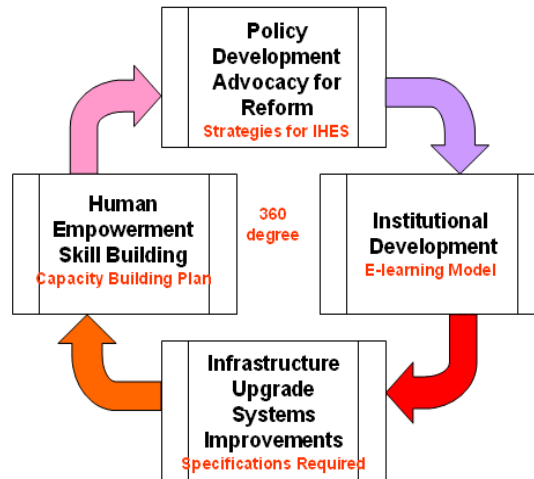 Policy
Development
Advocacy for
Reform
Strategies for IHES
Human
Empowerment
Skill Building
Capacity Building Plan
360
degree
Institutional
Development
E-learning Model
Infrastructure
Upgrade
Systems
Improvements
Specifications Required